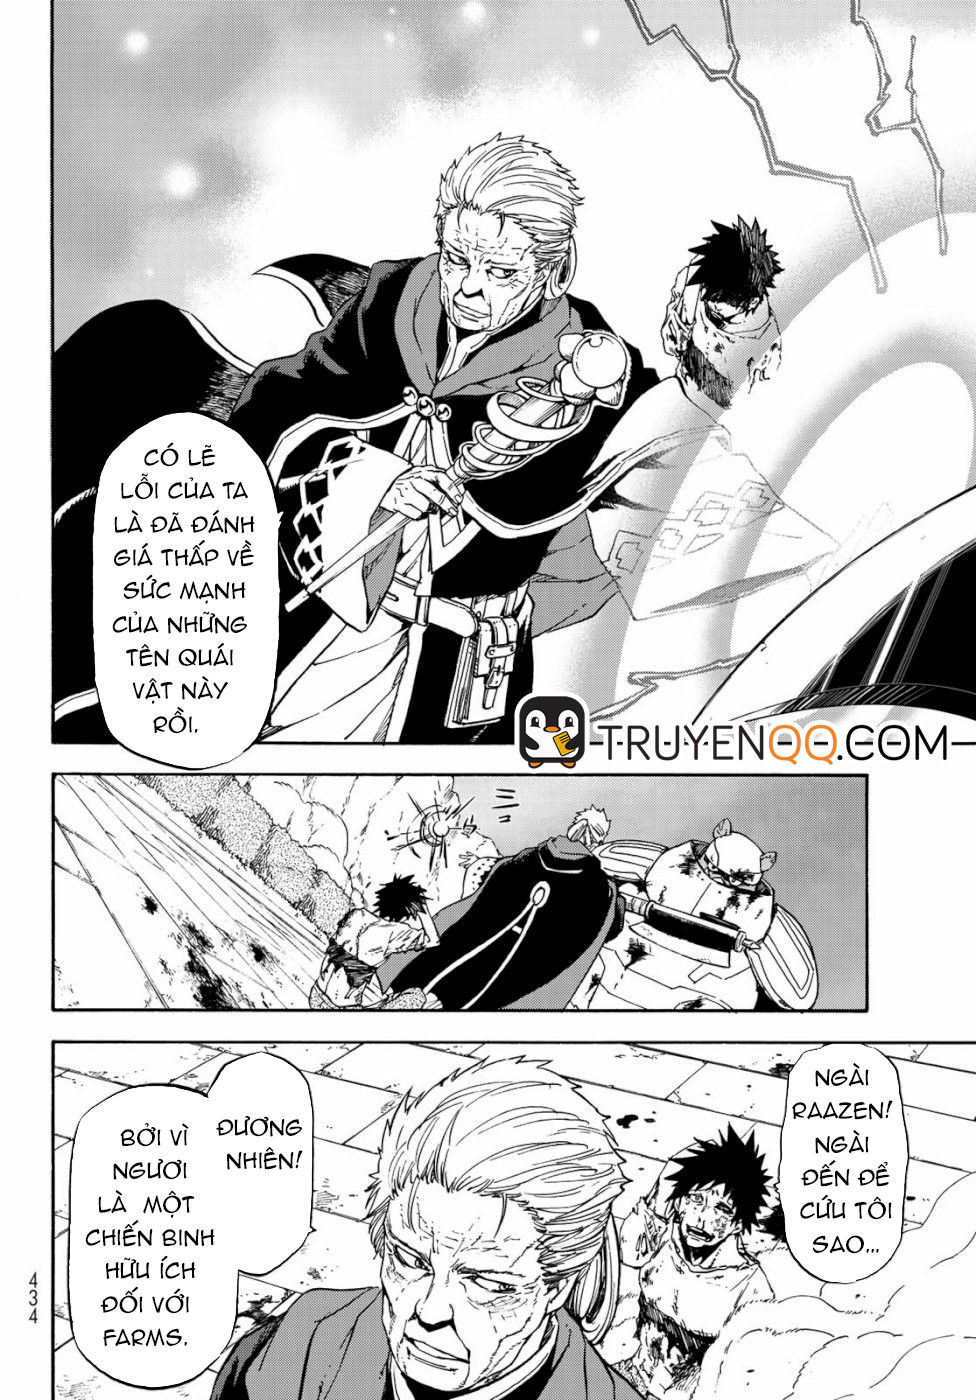 CÓ LẼ
LỖI CỦA TA
LÀ ĐÃ ĐÁNH
GIÁ THẤP VỀ
SỨC MẠNH
CỦA NHỮNG
TÊN QUÁI
VẬT NÀY
RỒI.
TRUYENQQ.COM
NGÀI
RAAZEN!
NGÀI
ĐẾN ĐỂ
CỨU TÔI
SAO...
ĐƯƠNG
NHIÊN!
BỞI VÌ
NGƯƠI
LÀ MỘT
CHIẾN BINH
HỮU ÍCH
ĐỐI VỚI
FARMS.
434